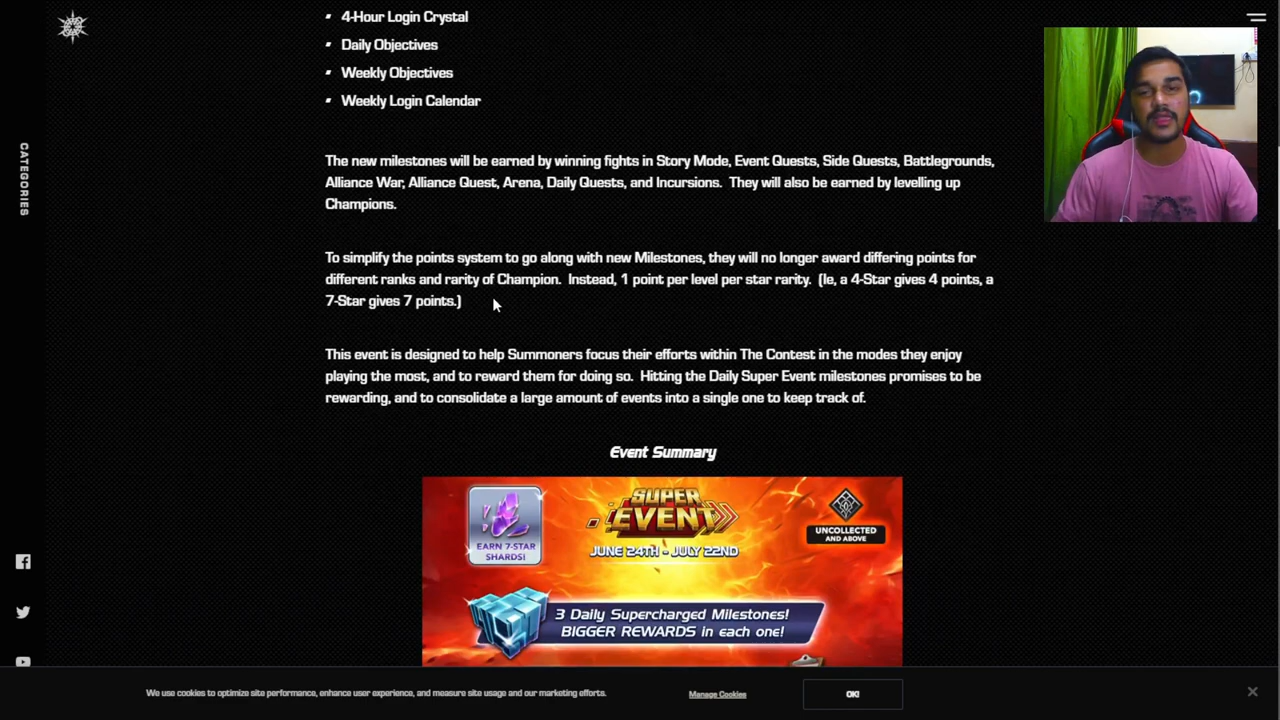 4-Hour Login Crystal
Daily Objectives
Weekly Objectives
Weekly Login Calendar
CATEGORIES
The new milestones will be earned by winning fights in Story Mode, Event Quests, Side Quests, Battlegrounds,
Alliance War, Alliance Quest, Arena, Daily Quests, and Incursions. They will also be earned by levelling up
Champions.
To simplify the points system to go along with new Milestones, they will no longer award differing points for
different ranks and rarity of Champion. Instead, 1 point per level per star rarity. (Ie, a 4-Star gives 4 points, a
7-Star gives 7 points.)
This event is designed to help Summoners focus their efforts within The Contest in the modes they enjoy
playing the most, and to reward them for doing so. Hitting the Daily Super Event milestones promises to be
rewarding, and to consolidate a large amount of events into a single one to keep track of.
Event Summary
EARN 7-STAR
SHARDS!
SUPER
EVENT
JUNE 24TH - JULY 22ND
UNCOLLECTED
AND ABOVE
3 Daily Supercharged Milestones!
BIGGER REWARDS in each one!
We use cookies to optimize site performance, enhance user experience, and measure site usage and our marketing efforts.
Manage Cookies
OK!